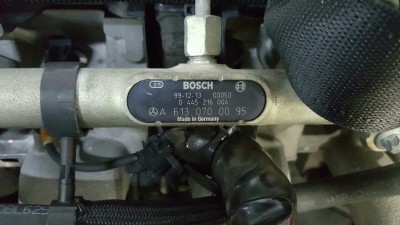 BOSCH
99-12-13 00050
0 445 216 004
A 613 070 00 95
Made in Germany